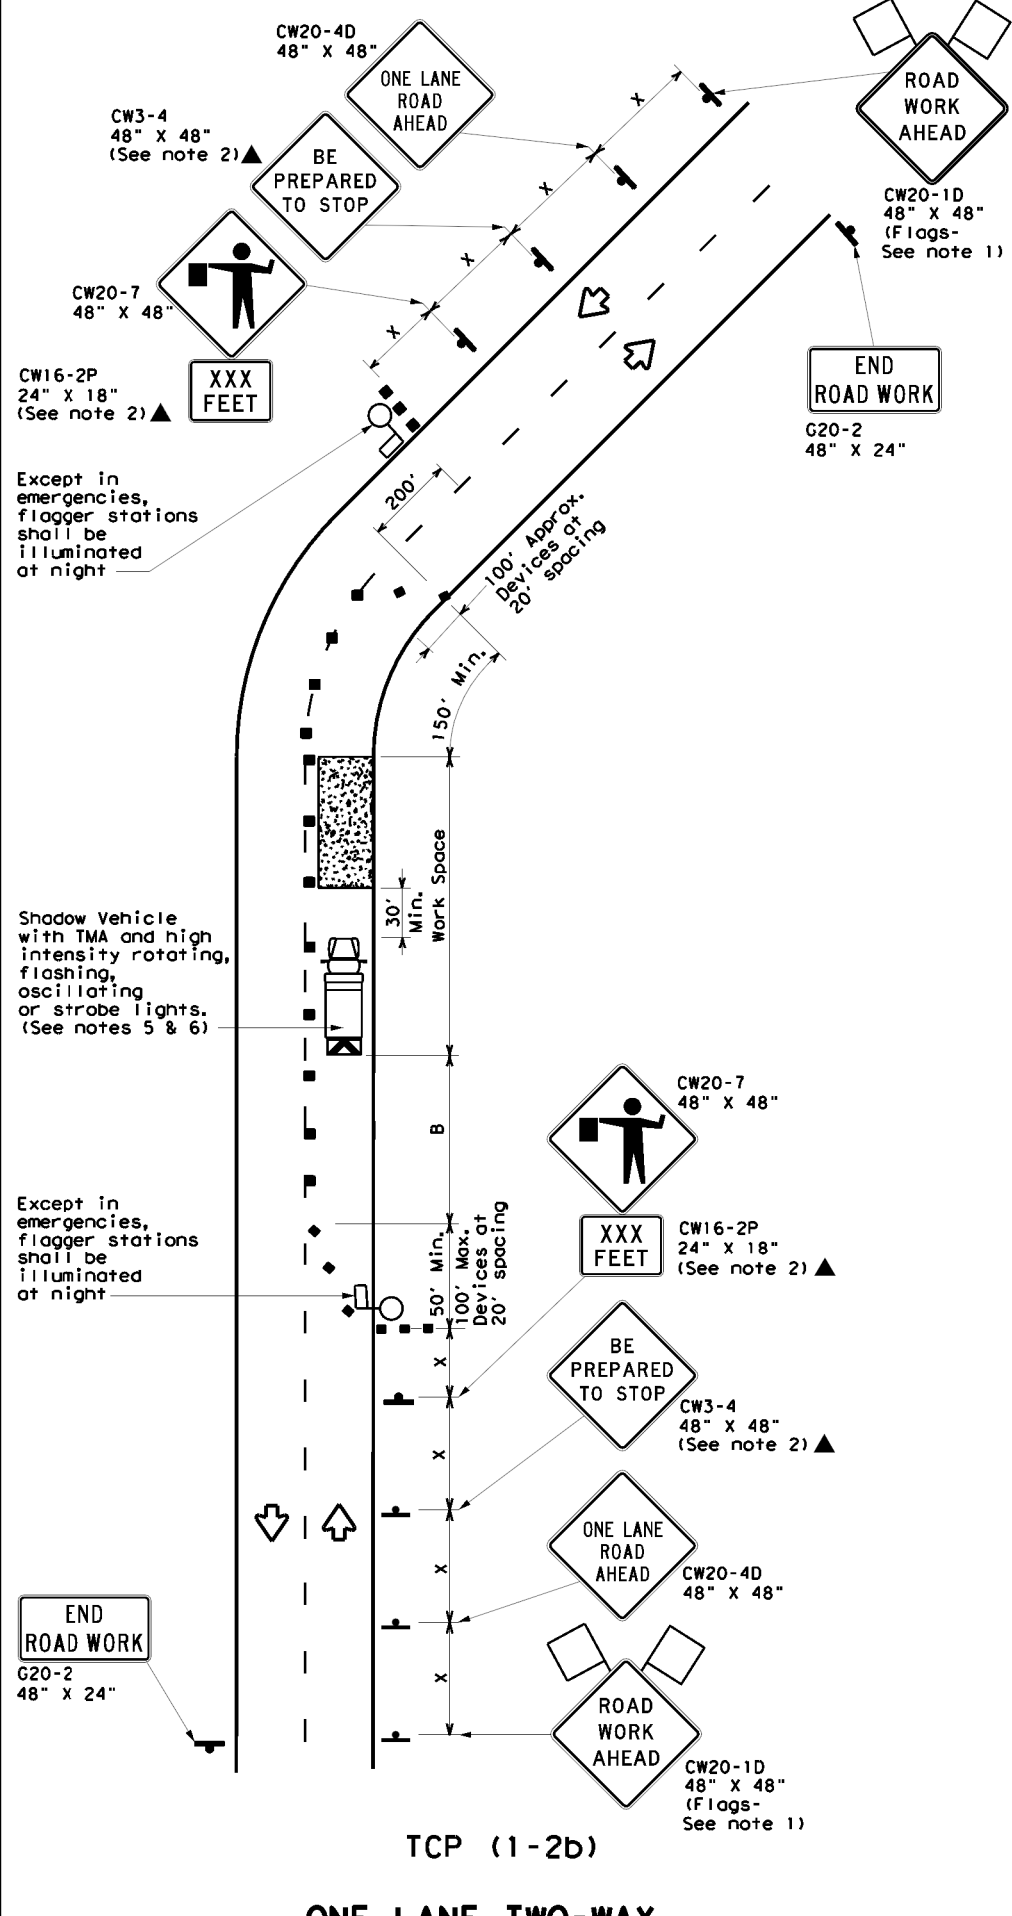 CW20-4D
48" X 48"
ONE LANE
ROAD
AHEAD
ROAD
WORK
AHEAD
CW20-1D
48" X 48"
(Flags-
See note 1)
CW3-4
48" X 48"
(See note 2)▲
BE
PREPARED
TO STOP
X
X
X
X
CW20-7
48" X 48"
CW16-2P
24" X 18"
(See note 2)▲
XXX
FEET
END
ROAD WORK
G20-2
48" X 24"
Except in
emergencies,
flagger stations
shall be
illuminated
at night
200'
100' Approx.
Devices at
20' spacing
150' Min.
Work Space
30'
Min.
Shadow Vehicle
with TMA and high
intensity rotating,
flashing,
oscillating
or strobe lights.
(See notes 5 & 6)
B
CW20-7
48" X 48"
XXX
FEET
CW16-2P
24" X 18"
(See note 2)▲
Except in
emergencies,
flagger stations
shall be
illuminated
at night
50' Min.
100' Max.
Devices at
20' spacing
X
X
X
X
BE
PREPARED
TO STOP
CW3-4
48" X 48"
(See note 2)▲
ONE LANE
ROAD
AHEAD
CW20-4D
48" X 48"
END
ROAD WORK
G20-2
48" X 24"
ROAD
WORK
AHEAD
CW20-1D
48" X 48"
(Flags-
See note 1)
TCP (1-2b)
ONE LANE TWO-WAY